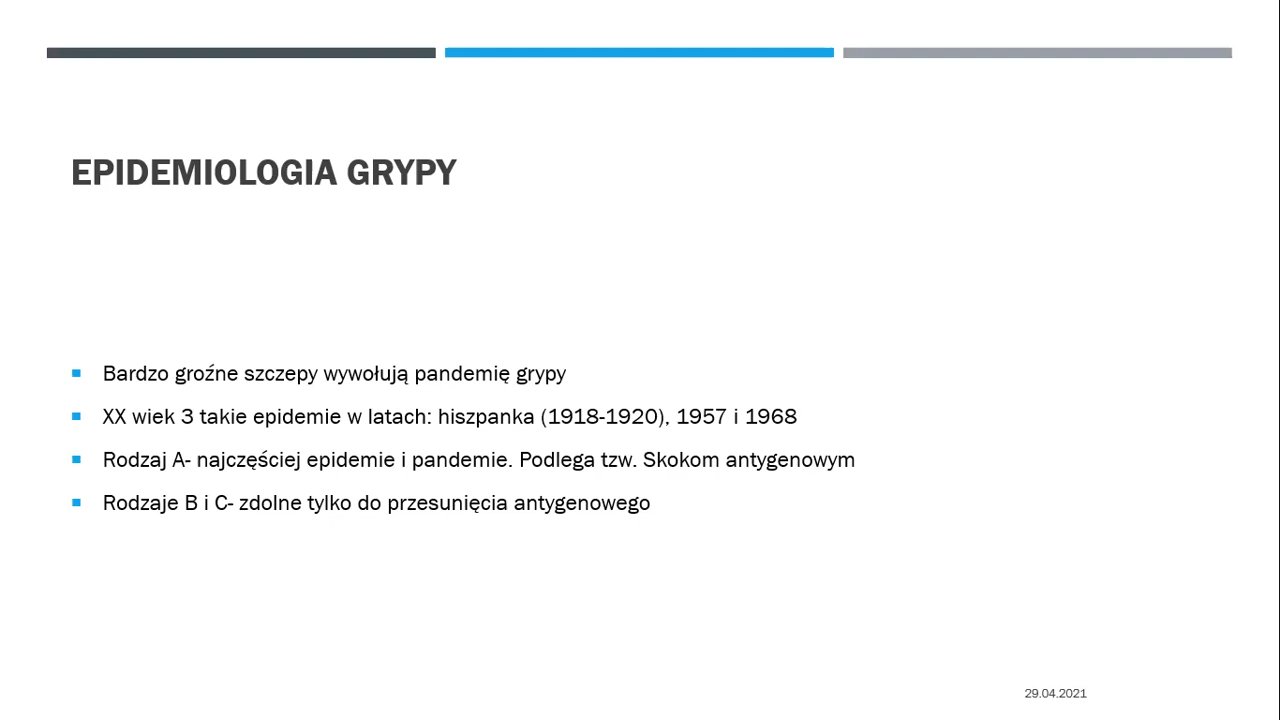 EPIDEMIOLOGIA GRYPY
Bardzo groźne szczepy wywołują pandemię grypy
XX wiek 3 takie epidemie w latach: hiszpanka (1918-1920), 1957 i 1968
Rodzaj A- najczęściej epidemie i pandemie. Podlega tzw. Skokom antygenowym
Rodzaje B i C- zdolne tylko do przesunięcia antygenowego
29.04.2021